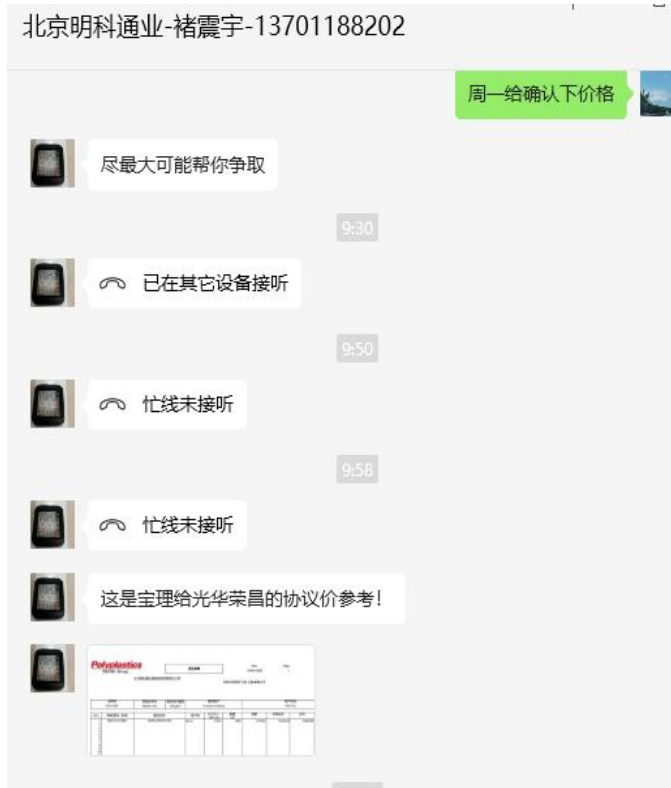 北京明科通业-褚震宇-13701188202
周一给确认下价格
尽最大可能帮你争取
9:30
已在其它设备接听
9:50
忙线未接听
9:58
忙线未接听
这是宝理给光华荣昌的协议价参考！
Polyplastics